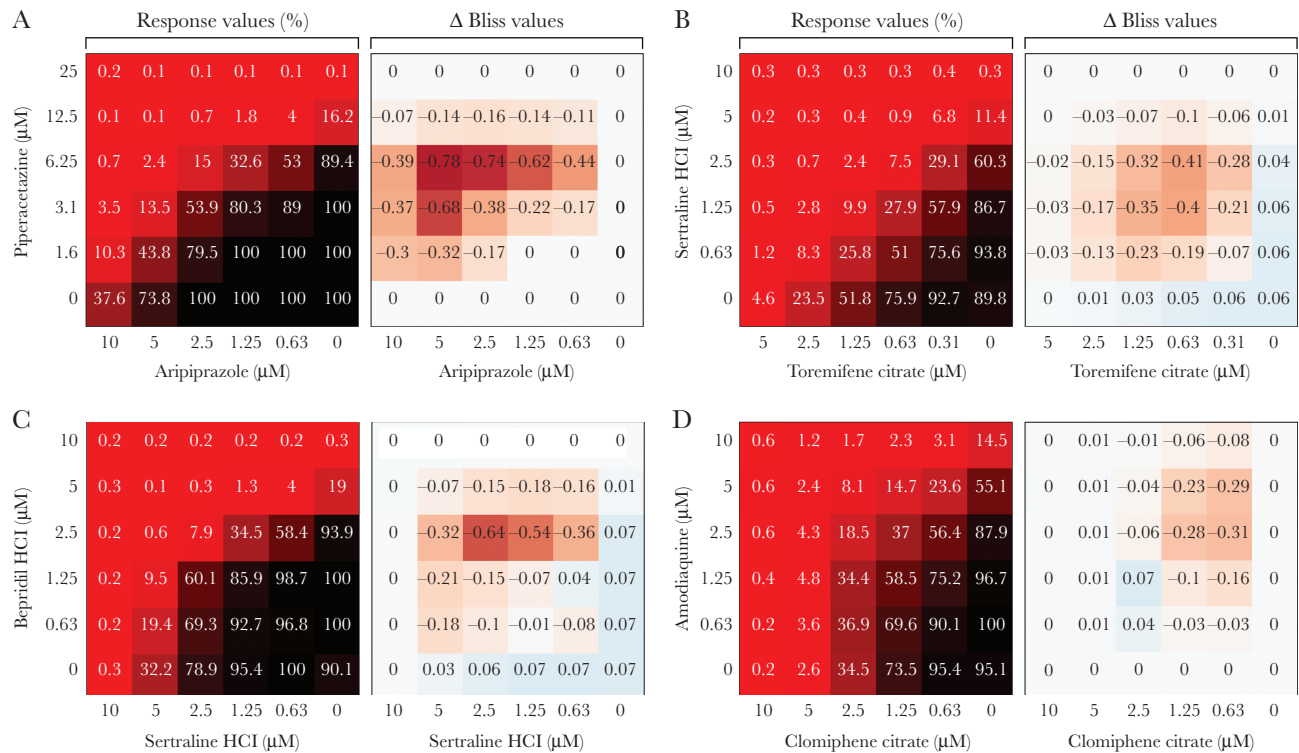 A Response values (%) Δ Bliss values
25 0.2 0.1 0.1 0.1 0.1 0.1 0 0 0 0 0 0
12.5 0.1 0.1 0.7 1.8 4 16.2 −0.07 −0.14 −0.16 −0.14 −0.11 0
6.25 0.7 2.4 15 32.6 53 89.4 −0.39 −0.78 −0.74 −0.62 −0.44 0
3.1 3.5 13.5 53.9 80.3 89 100 −0.37 −0.68 −0.38 −0.22 −0.17 0
1.6 10.3 43.8 79.5 100 100 100 −0.3 −0.32 −0.17 0 0 0
0 37.6 73.8 100 100 100 100 0 0 0 0 0 0
Piperacetazine (μM)
10 5 2.5 1.25 0.63 0 10 5 2.5 1.25 0.63 0
Aripiprazole (μM) Aripiprazole (μM)
B Response values (%) Δ Bliss values
10 0.3 0.3 0.3 0.3 0.4 0.3 0 0 0 0 0 0
5 0.2 0.3 0.4 0.9 6.8 11.4 0 −0.03 −0.07 −0.1 −0.06 0.01
2.5 0.3 0.7 2.4 7.5 29.1 60.3 −0.02 −0.15 −0.32 −0.41 −0.28 0.04
1.25 0.5 2.8 9.9 27.9 57.9 86.7 −0.03 −0.17 −0.35 −0.4 −0.21 0.06
0.63 1.2 8.3 25.8 51 75.6 93.8 −0.03 −0.13 −0.23 −0.19 −0.07 0.06
0 4.6 23.5 51.8 75.9 92.7 89.8 0 0.01 0.03 0.05 0.06 0.06
Sertraline HCI (μM)
5 2.5 1.25 0.63 0.31 0 5 2.5 1.25 0.63 0.31 0
Toremifene citrate (μM) Toremifene citrate (μM)
C
10 0.2 0.2 0.2 0.2 0.2 0.3 0 0 0 0 0 0
5 0.3 0.1 0.3 1.3 4 19 0 −0.07 −0.15 −0.18 −0.16 0.01
2.5 0.2 0.6 7.9 34.5 58.4 93.9 0 −0.32 −0.64 −0.54 −0.36 0.07
1.25 0.2 9.5 60.1 85.9 98.7 100 0 −0.21 −0.15 −0.07 0.04 0.07
0.63 0.2 19.4 69.3 92.7 96.8 100 0 −0.18 −0.1 −0.01 −0.08 0.07
0 0.3 32.2 78.9 95.4 100 90.1 0 0.03 0.06 0.07 0.07 0.07
Bepridil HCI (μM)
10 5 2.5 1.25 0.63 0 10 5 2.5 1.25 0.63 0
Sertraline HCI (μM) Sertraline HCI (μM)
D
10 0.6 1.2 1.7 2.3 3.1 14.5 0 0.01 −0.01 −0.06 −0.08 0
5 0.6 2.4 8.1 14.7 23.6 55.1 0 0.01 −0.04 −0.23 −0.29 0
2.5 0.6 4.3 18.5 37 56.4 87.9 0 0.01 −0.06 −0.28 −0.31 0
1.25 0.4 4.8 34.4 58.5 75.2 96.7 0 0.01 0.07 −0.1 −0.16 0
0.63 0.2 3.6 36.9 69.6 90.1 100 0 0.01 0.04 −0.03 −0.03 0
0 0.2 2.6 34.5 73.5 95.4 95.1 0 0 0 0 0 0
Amodiaquine (μM)
10 5 2.5 1.25 0.63 0 10 5 2.5 1.25 0.63 0
Clomiphene citrate (μM) Clomiphene citrate (μM)